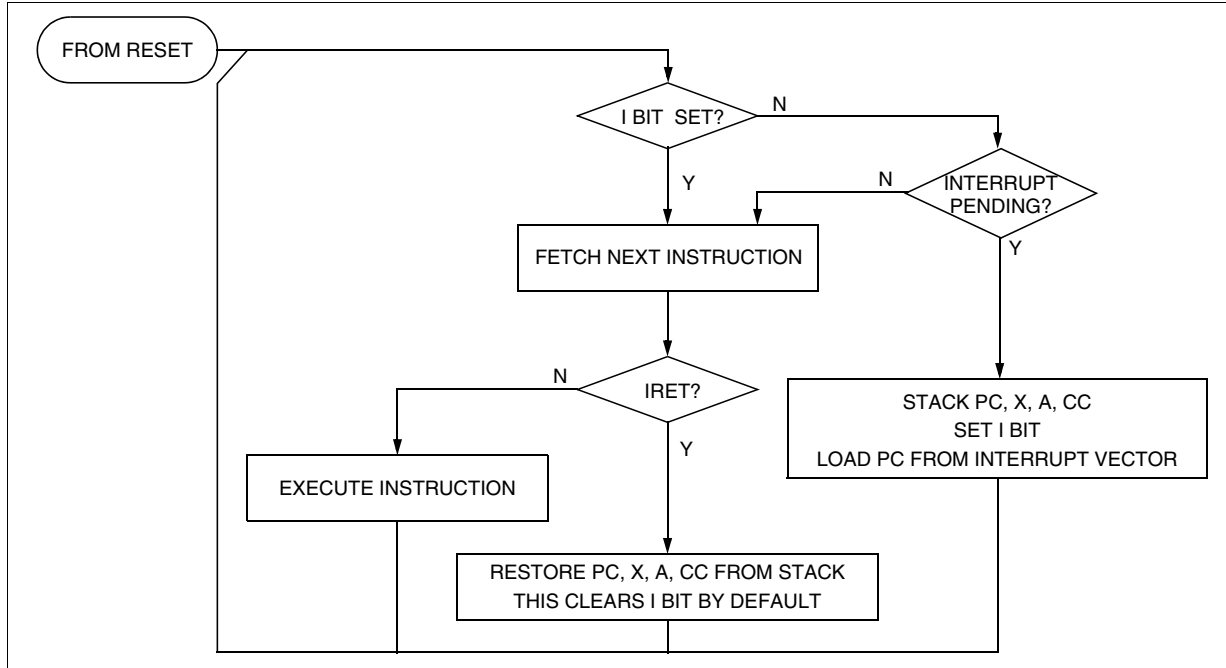 FROM RESET
I BIT SET?
N
Y
N
INTERRUPT
PENDING?
Y
FETCH NEXT INSTRUCTION
N
IRET?
Y
STACK PC, X, A, CC
SET I BIT
LOAD PC FROM INTERRUPT VECTOR
EXECUTE INSTRUCTION
RESTORE PC, X, A, CC FROM STACK
THIS CLEARS I BIT BY DEFAULT